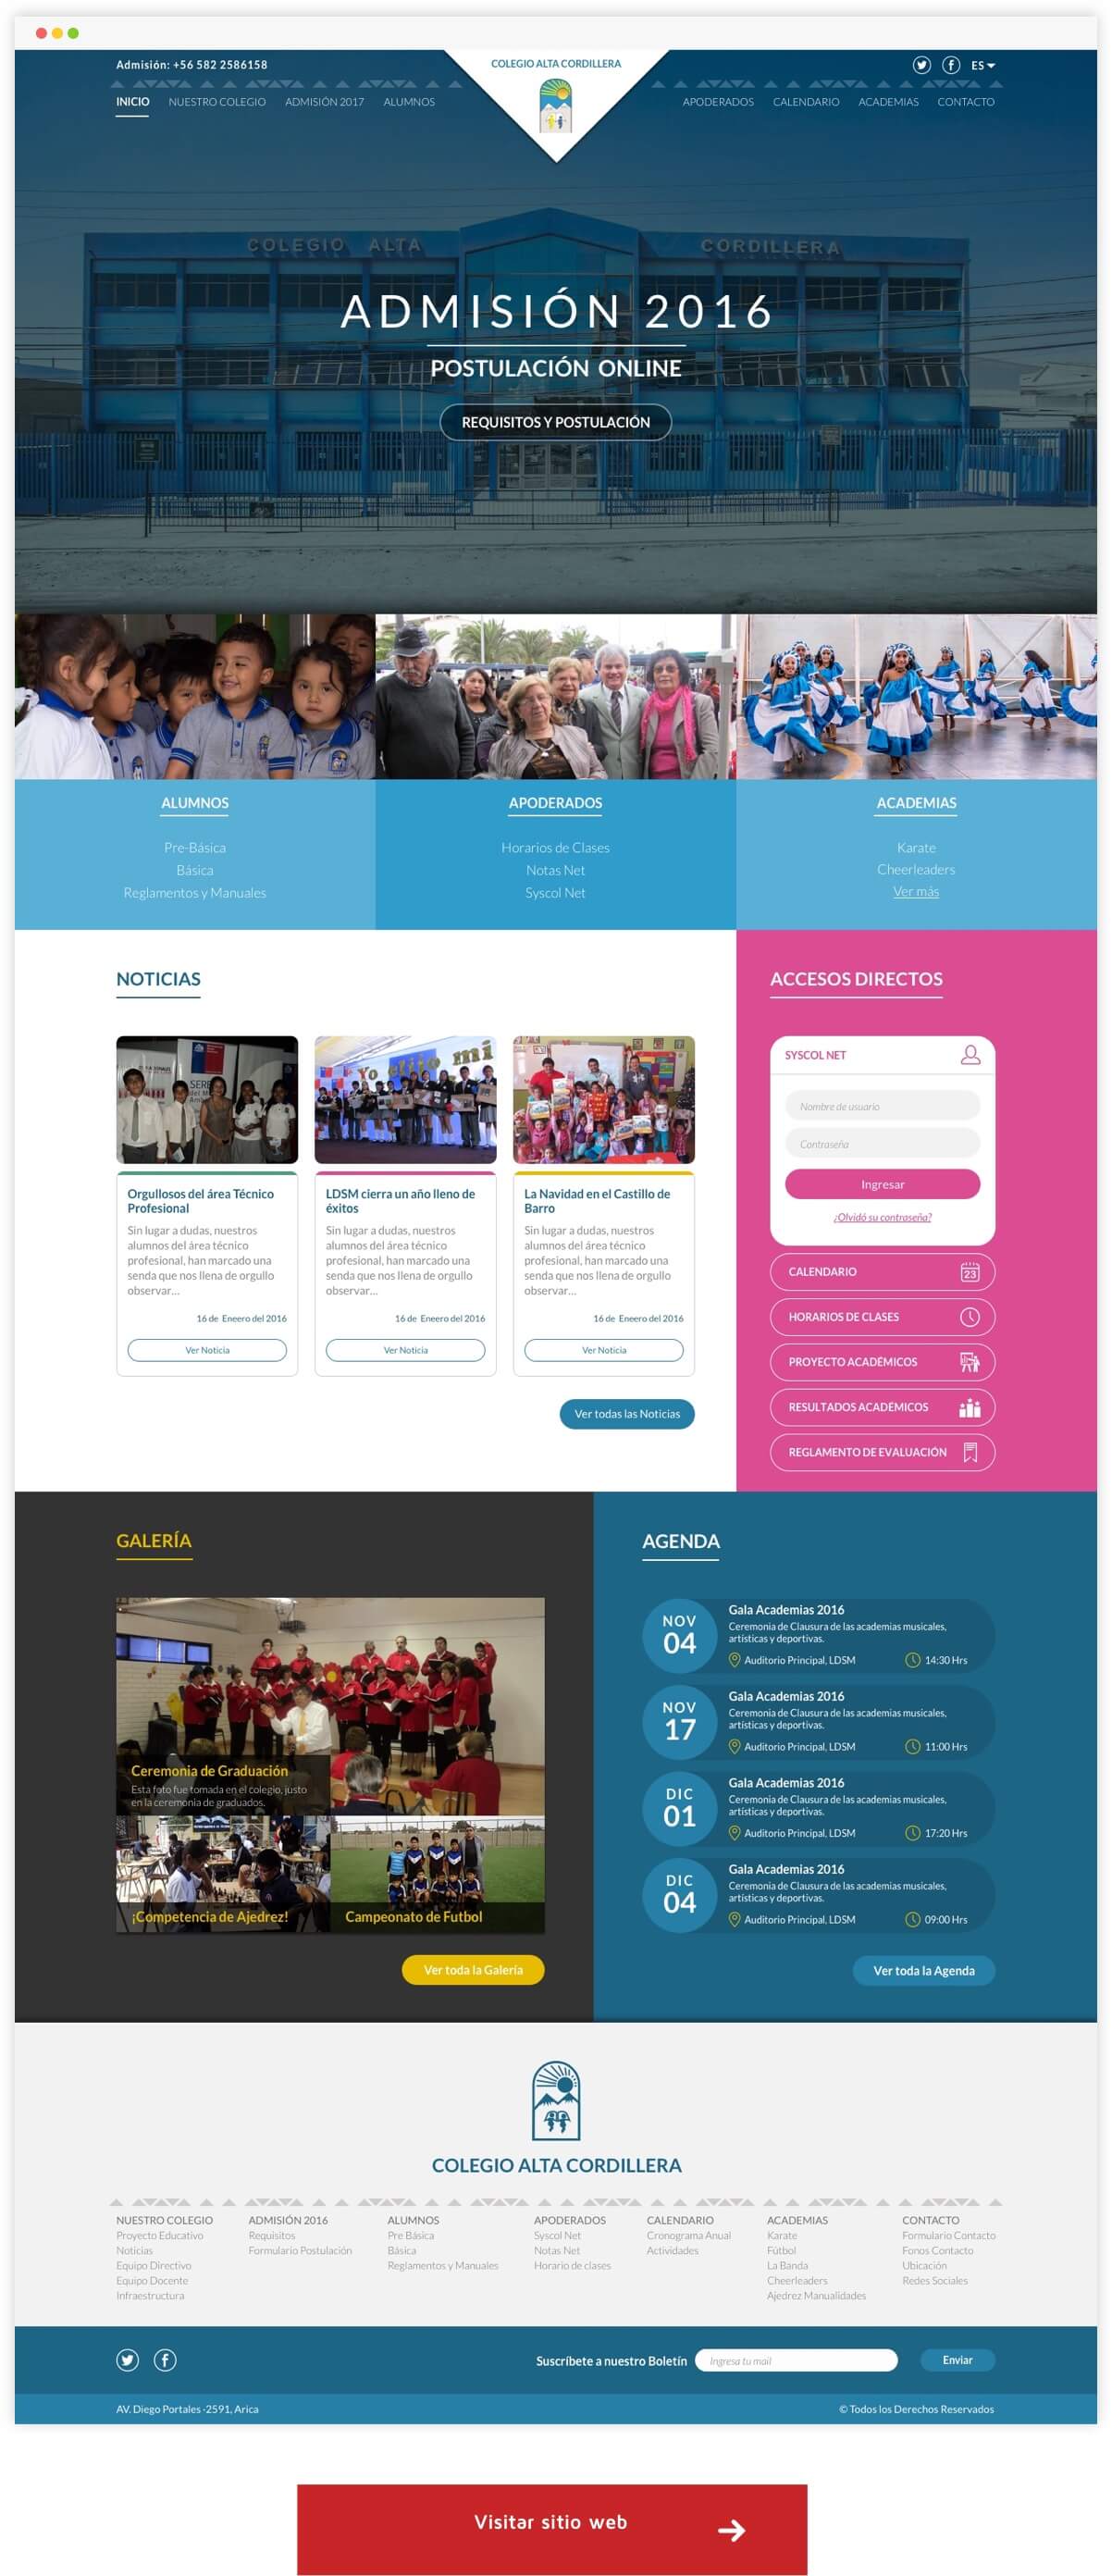 Admisión: +56 582 2586158
COLEGIO ALTA CORDILLERA
ES
INICIO NUESTRO COLEGIO ADMISIÓN 2017 ALUMNOS
APODERADOS CALENDARIO ACADEMIAS CONTACTO
COLEGIO ALTA CORDILLERA
ADMISIÓN 2016
POSTULACIÓN ONLINE
REQUISITOS Y POSTULACIÓN
ALUMNOS
Pre-Básica
Básica
Reglamentos y Manuales
APODERADOS
Horarios de Clases
Notas Net
Syscol Net
ACADEMIAS
Karate
Cheerleaders
Ver más
NOTICIAS
Yo elijo mi
SERE
Orgullosos del área Técnico
Profesional
Sin lugar a dudas, nuestros
alumnos del área técnico
profesional, han marcado una
senda que nos llena de orgullo
observar...
16 de Eneero del 2016
Ver Noticia
LDSM cierra un año lleno de
éxitos
Sin lugar a dudas, nuestros
alumnos del área técnico
profesional, han marcado una
senda que nos llena de orgullo
observar...
16 de Eneero del 2016
Ver Noticia
La Navidad en el Castillo de
Barro
Sin lugar a dudas, nuestros
alumnos del área técnico
profesional, han marcado una
senda que nos llena de orgullo
observar...
16 de Eneero del 2016
Ver Noticia
Ver todas las Noticias
ACCESOS DIRECTOS
SYSCOL NET
Nombre de usuario
Contraseña
Ingresar
¿Olvidó su contraseña?
CALENDARIO
23
HORARIOS DE CLASES
PROYECTO ACADÉMICOS
RESULTADOS ACADÉMICOS
REGLAMENTO DE EVALUACIÓN
GALERÍA
Ceremonia de Graduación
Esta foto fue tomada en el colegio, justo
en la ceremonia de graduados.
¡Competencia de Ajedrez!
Campeonato de Futbol
Ver toda la Galería
AGENDA
NOV
04
Gala Academias 2016
Ceremonia de Clausura de las academias musicales,
artísticas y deportivas.
Auditorio Principal, LDSM 14:30 Hrs
NOV
17
Gala Academias 2016
Ceremonia de Clausura de las academias musicales,
artísticas y deportivas.
Auditorio Principal, LDSM 11:00 Hrs
DIC
01
Gala Academias 2016
Ceremonia de Clausura de las academias musicales,
artísticas y deportivas.
Auditorio Principal, LDSM 17:20 Hrs
DIC
04
Gala Academias 2016
Ceremonia de Clausura de las academias musicales,
artísticas y deportivas.
Auditorio Principal, LDSM 09:00 Hrs
Ver toda la Agenda
COLEGIO ALTA CORDILLERA
NUESTRO COLEGIO
Proyecto Educativo
Noticias
Equipo Directivo
Equipo Docente
Infraestructura
ADMISIÓN 2016
Requisitos
Formulario Postulación
ALUMNOS
Pre Básica
Básica
Reglamentos y Manuales
APODERADOS
Syscol Net
Notas Net
Horario de clases
CALENDARIO
Cronograma Anual
Actividades
ACADEMIAS
Karate
Fútbol
La Banda
Cheerleaders
Ajedrez Manualidades
CONTACTO
Formulario Contacto
Fonos Contacto
Ubicación
Redes Sociales
Suscríbete a nuestro Boletín
Ingresa tu mail
Enviar
AV. Diego Portales -2591, Arica
© Todos los Derechos Reservados
Visitar sitio web